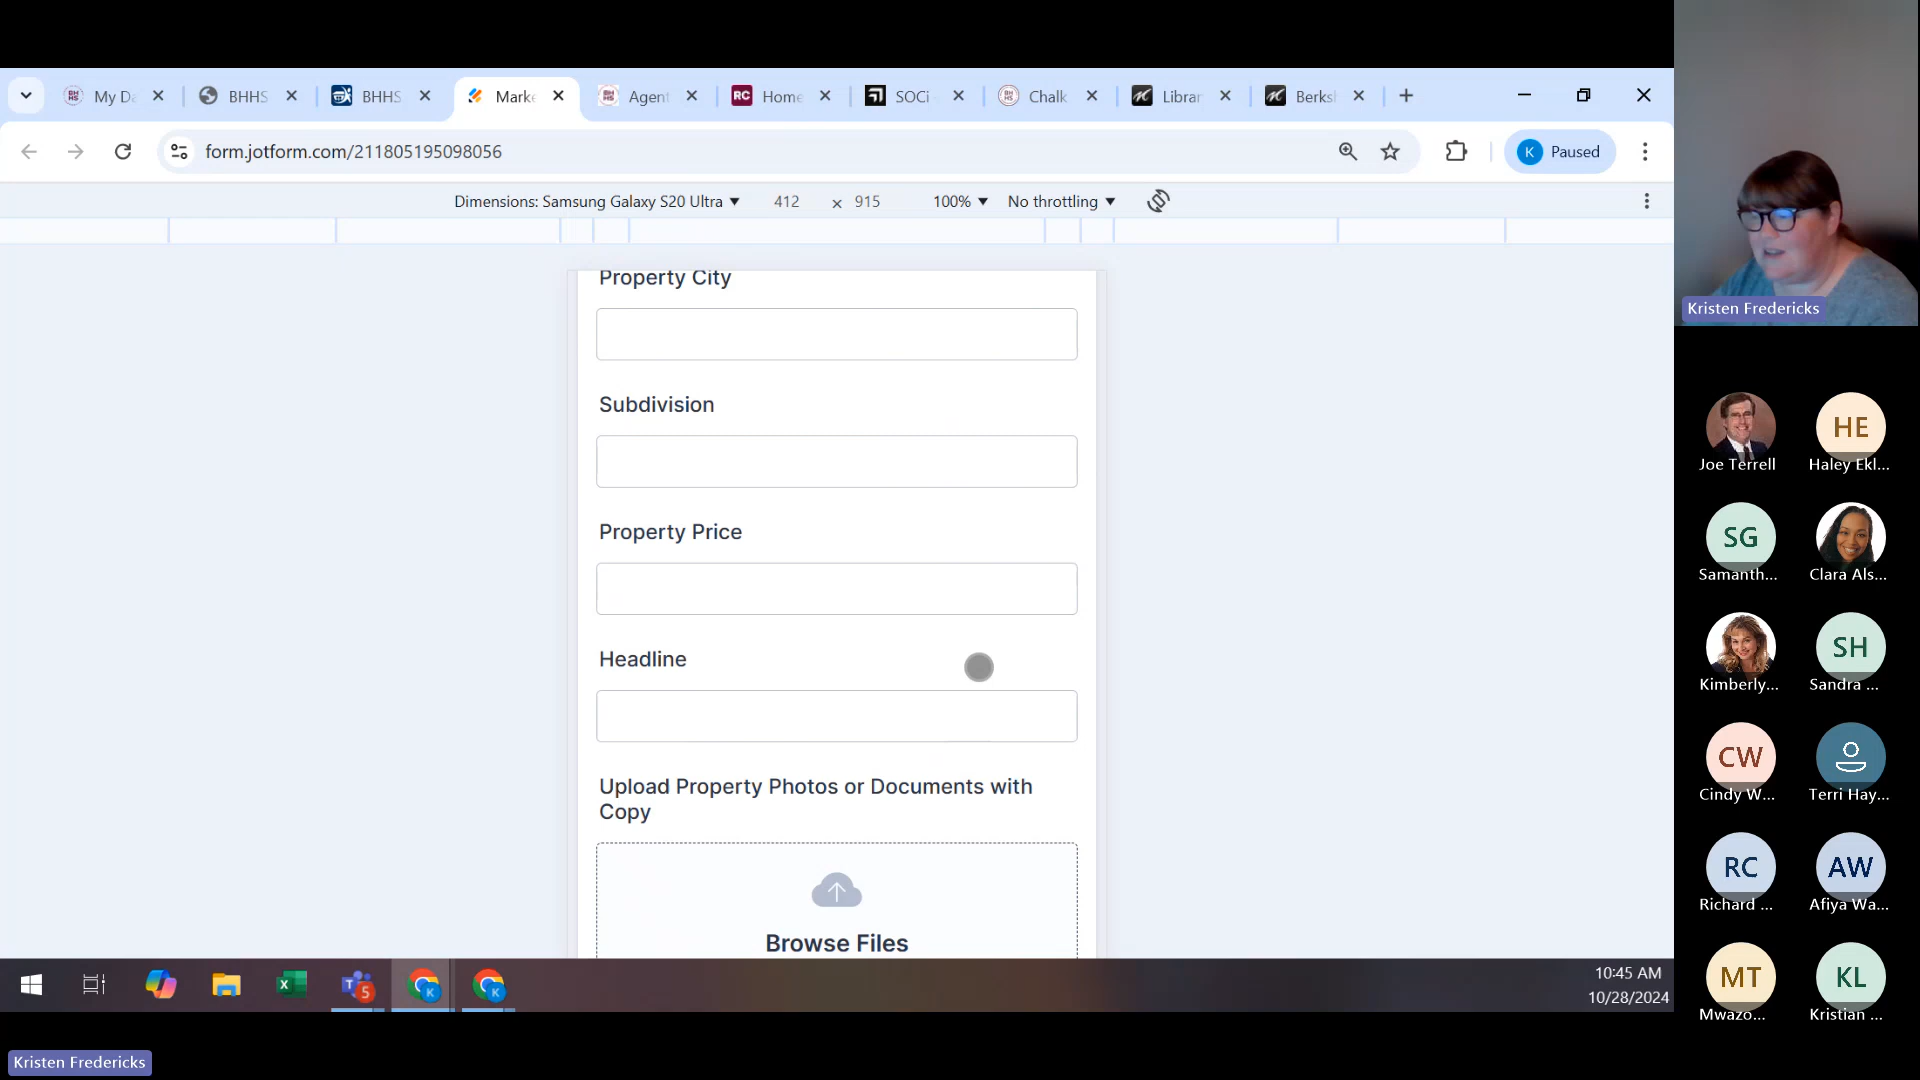 My Da
BHHS
BHHS
Marke
Agent
RC
Home
SOCi
Chalk
Librar
Berksh
form.jotform.com/211805195098056
K
Paused
Dimensions: Samsung Galaxy S20 Ultra
412
x
915
100%
No throttling
Property City
Subdivision
Property Price
Headline
Upload Property Photos or Documents with
Copy
Browse Files
10:45 AM
10/28/2024
Kristen Fredericks
Kristen Fredericks
Joe Terrell
HE
Haley Ekl...
SG
Samanth...
Clara Als...
Kimberly...
SH
Sandra ...
CW
Cindy W...
Terri Hay...
RC
Richard ...
AW
Afiya Wa...
MT
Mwazo...
KL
Kristian ...